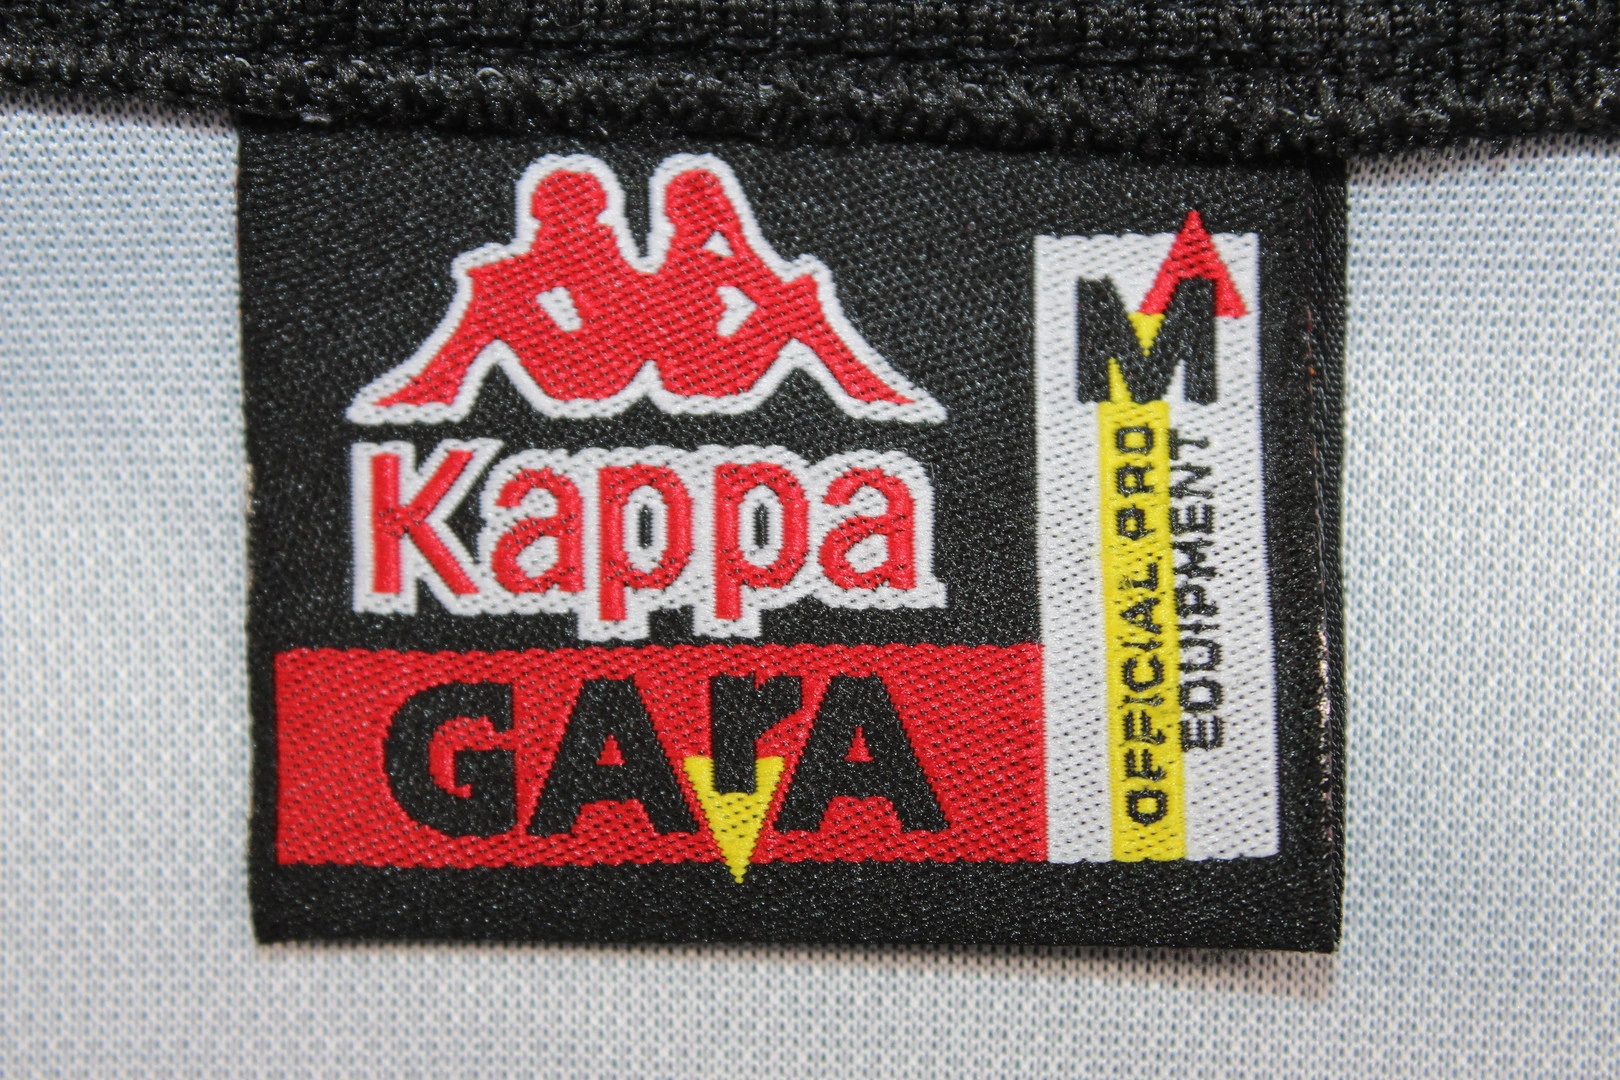 Kappa
GArA
M
OFFICIAL PRO
EQUIPMENT